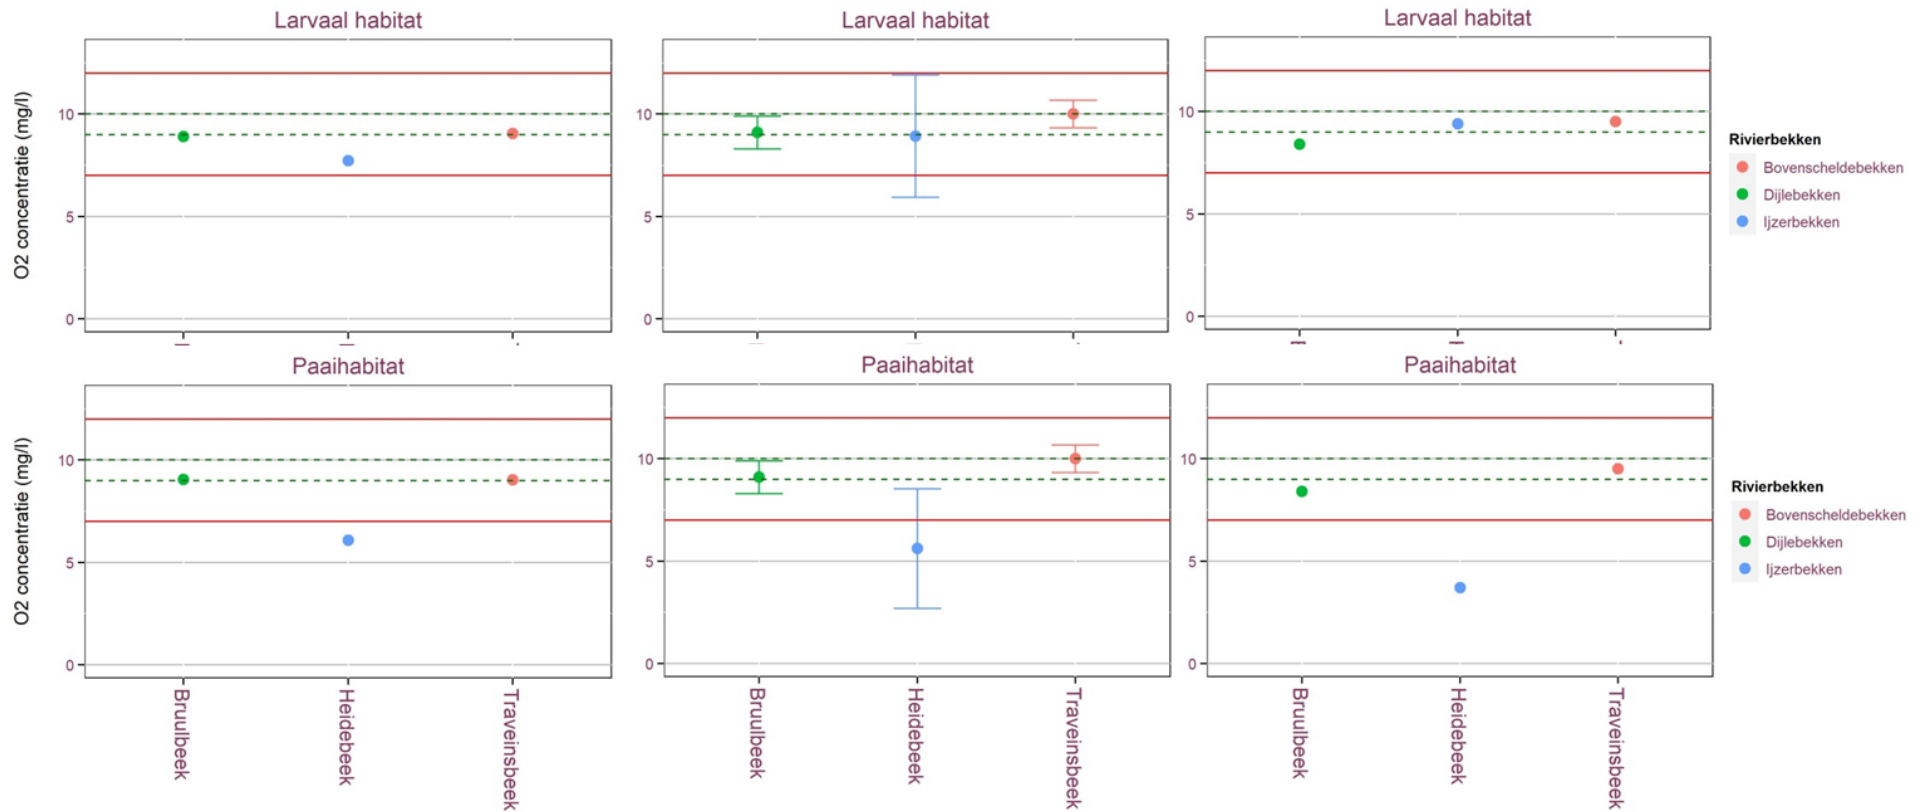 Larvaal habitat
Larvaal habitat
Larvaal habitat
O2 concentratie (mg/l)
10
5
0
10
5
0
10
5
0
Rivierbekken
Bovenscheldebekken
Dijlebekken
Ijzerbekken
Paaihabitat
Paaihabitat
Paaihabitat
O2 concentratie (mg/l)
10
5
0
10
5
0
10
5
0
Rivierbekken
Bovenscheldebekken
Dijlebekken
Ijzerbekken
Bruulbeek
Heidebeek
Traveinsbeek
Bruulbeek
Heidebeek
Traveinsbeek
Bruulbeek
Heidebeek
Traveinsbeek